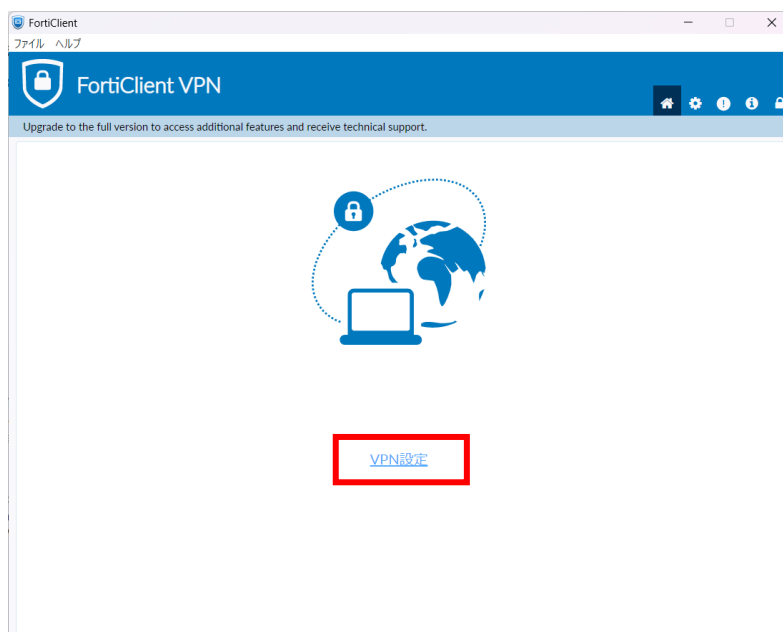 FortiClient
ファイル ヘルプ
FortiClient VPN
Upgrade to the full version to access additional features and receive technical support.
VPN設定